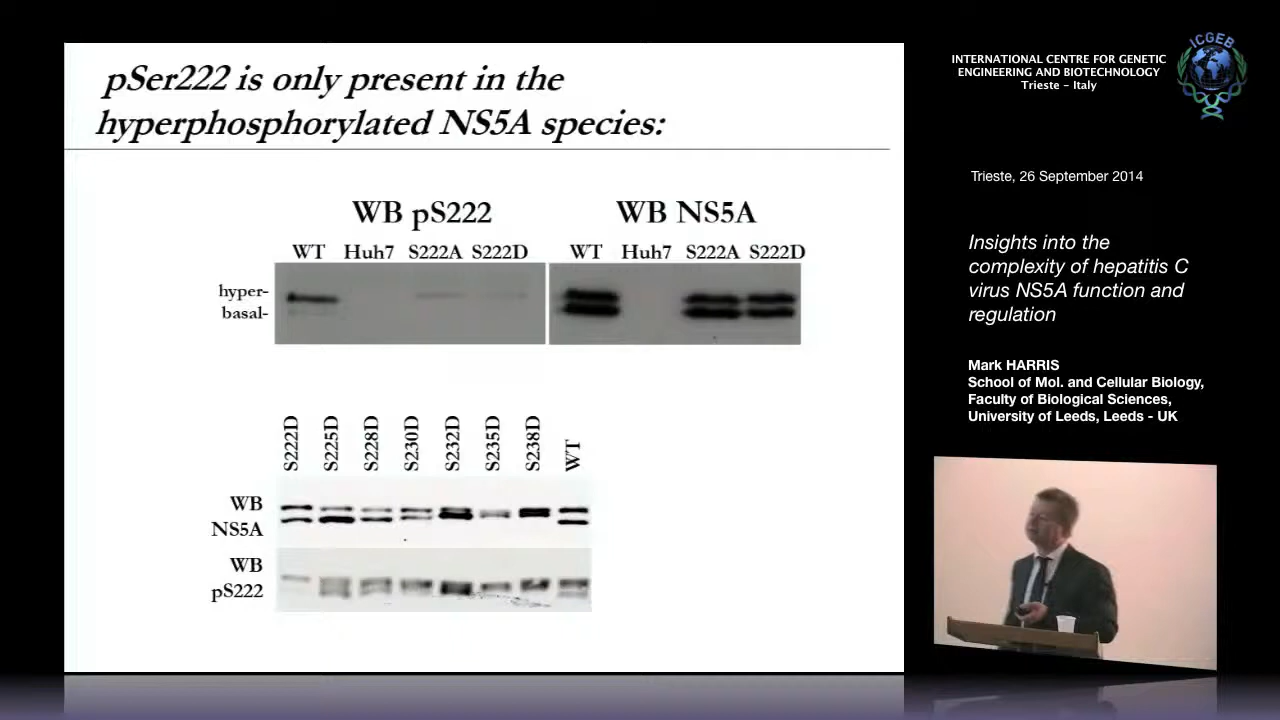 pSer222 is only present in the
hyperphosphorylated NS5A species:
WB pS222
WB NS5A
WT Huh7 S222A S222D
WT Huh7 S222A S222D
hyper-
basal-
S222D S225D S228D S230D S232D S235D S238D WT
WB
NS5A
WB
pS222
INTERNATIONAL CENTRE FOR GENETIC
ENGINEERING AND BIOTECHNOLOGY
Trieste - Italy
ICGEB
Trieste, 26 September 2014
Insights into the
complexity of hepatitis C
virus NS5A function and
regulation
Mark HARRIS
School of Mol. and Cellular Biology,
Faculty of Biological Sciences,
University of Leeds, Leeds - UK